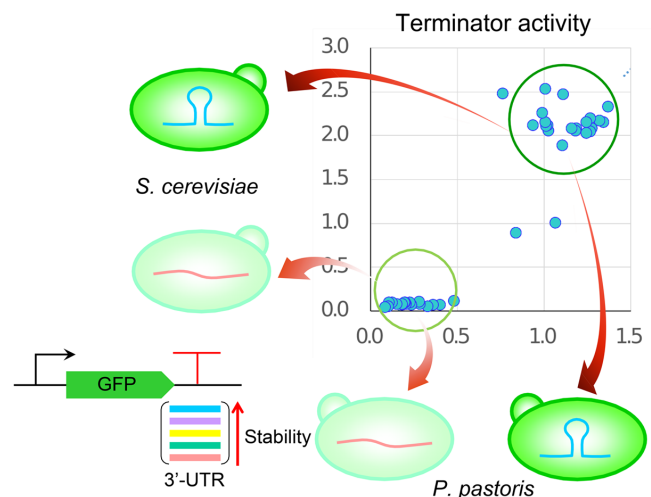 Terminator activity
3.0
2.5
2.0
1.5
1.0
0.5
0.0
0.0
0.5
1.0
1.5
S. cerevisiae
GFP
Stability
3'-UTR
P. pastoris